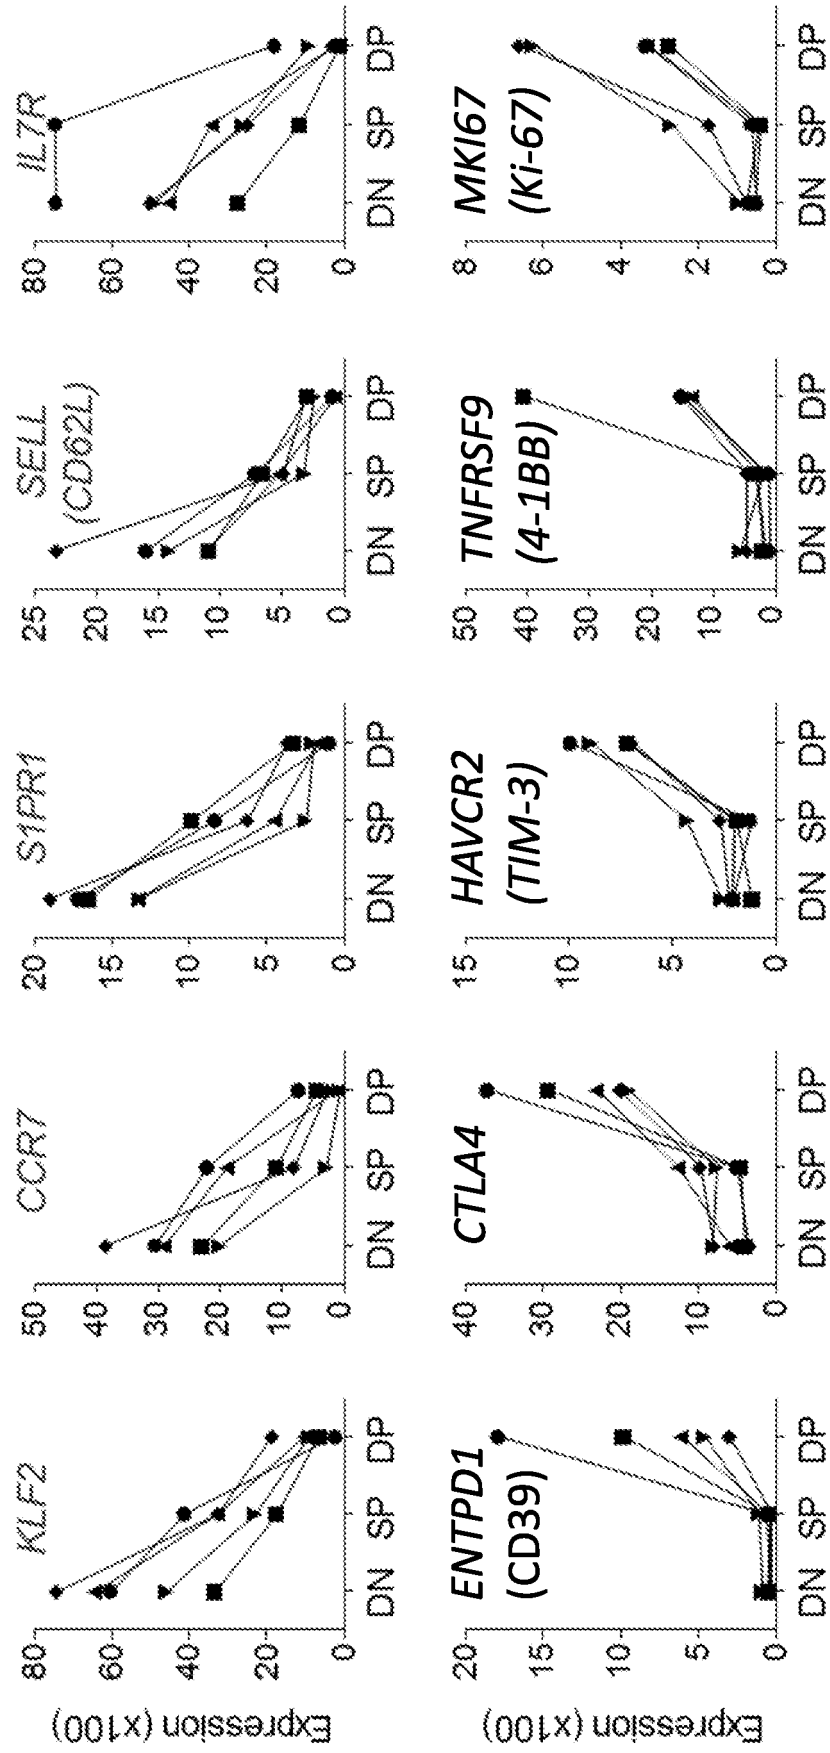 KLF2
CCR7
S1PR1
SELL
(CD62L)
IL7R
Expression (x100)
80
60
40
20
0
DN SP DP
50
40
30
20
10
0
DN SP DP
20
15
10
5
0
DN SP DP
25
20
15
10
5
0
DN SP DP
80
60
40
20
0
DN SP DP
ENTPD1
(CD39)
CTLA4
HAVCR2
(TIM-3)
TNFRSF9
(4-1BB)
MKI67
(Ki-67)
Expression (x100)
20
15
10
5
0
DN SP DP
40
30
20
10
0
DN SP DP
15
10
5
0
DN SP DP
50
40
30
20
10
0
DN SP DP
8
6
4
2
0
DN SP DP